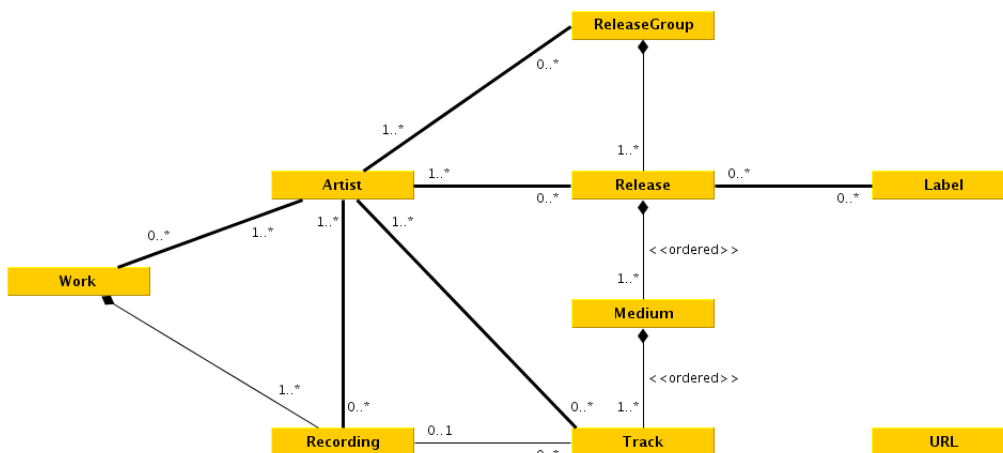 ReleaseGroup
0..*
1..*
1..*
Artist
1..*
0..*
Release
0..*
0..*
Label
0..*
1..*
1..*
1..*
<<ordered>>
Work
1..*
Medium
<<ordered>>
1..*
0..*
0..*
1..*
Recording
0..1
0..*
Track
URL